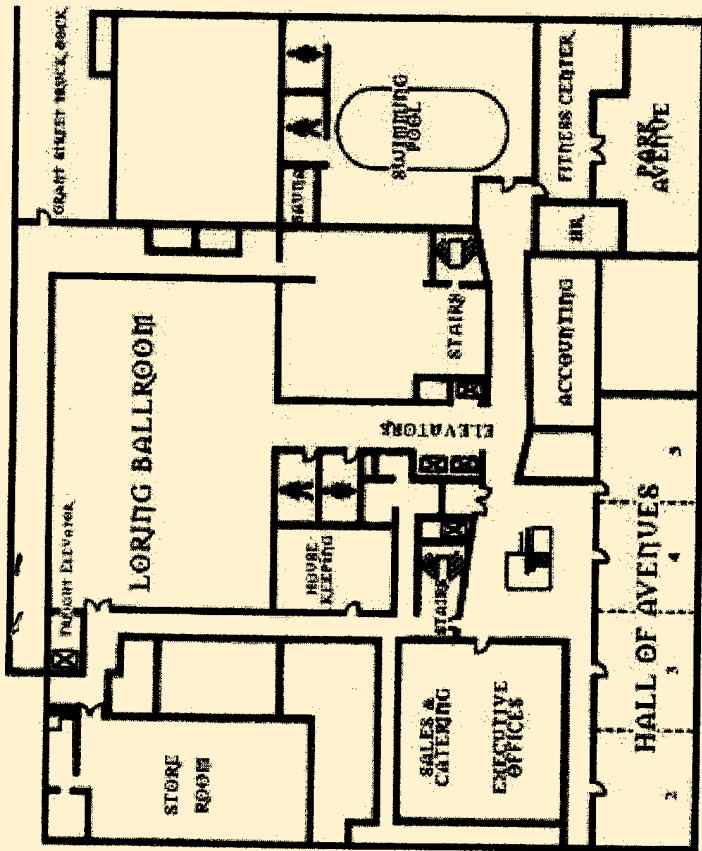 GRANT STREET TRUCK DOCK
SAUNA
SWIMMING
POOL
FITNESS CENTER
PARK
AVENUE
HR
ACCOUNTING
STAIRS
LORING BALLROOM
ELEVATORS
FREIGHT ELEVATOR
HOUSE
KEEPING
STAIRS
STORE
ROOM
SALES &
CATERING
EXECUTIVE
OFFICES
HALL OF AVENUES
2
3
4
5